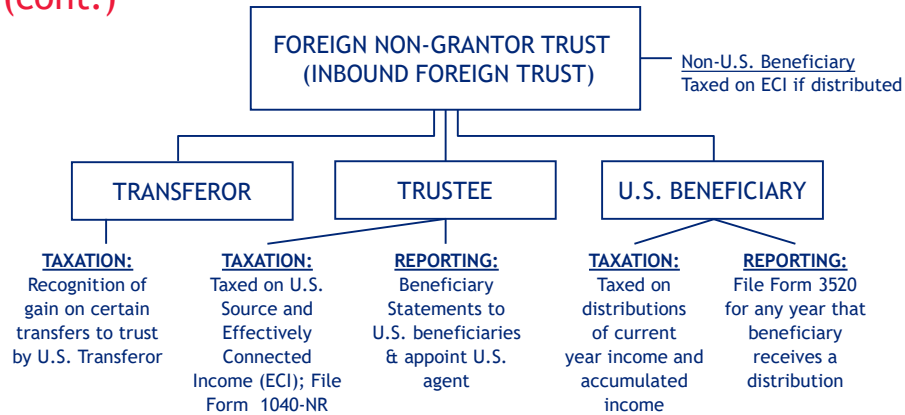 (cont.)
FOREIGN NON-GRANTOR TRUST
(INBOUND FOREIGN TRUST)
Non-U.S. Beneficiary
Taxed on ECI if distributed
TRANSFEROR
TRUSTEE
U.S. BENEFICIARY
TAXATION:
Recognition of
gain on certain
transfers to trust
by U.S. Transferor
TAXATION:
Taxed on U.S.
Source and
Effectively
Connected
Income (ECI); File
Form 1040-NR
REPORTING:
Beneficiary
Statements to
U.S. beneficiaries
& appoint U.S.
agent
TAXATION:
Taxed on
distributions
of current
year income and
accumulated
income
REPORTING:
File Form 3520
for any year that
beneficiary
receives a
distribution